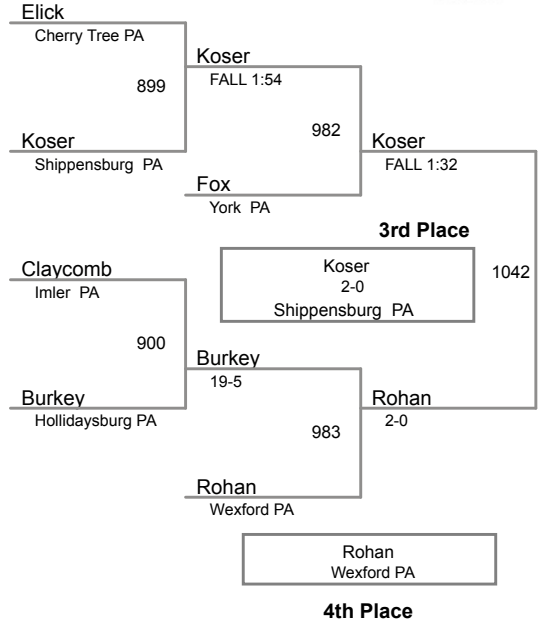 Elick
Cherry Tree PA
899
Koser
FALL 1:54
Koser
Shippensburg PA
982
Koser
FALL 1:32
Fox
York PA
3rd Place
Koser
2-0
Shippensburg PA
1042
Claycomb
Imler PA
900
Burkey
19-5
Burkey
Hollidaysburg PA
983
Rohan
2-0
Rohan
Wexford PA
Rohan
Wexford PA
4th Place